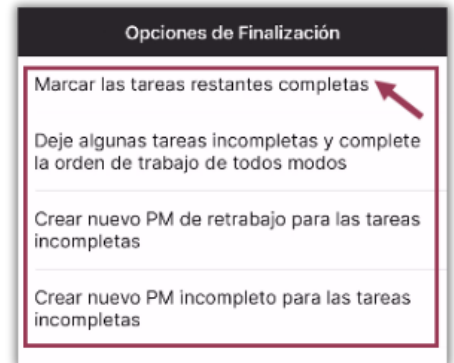 Opciones de Finalización
Marcar las tareas restantes completas
Deje algunas tareas incompletas y complete
la orden de trabajo de todos modos
Crear nuevo PM de retrabajo para las tareas
incompletas
Crear nuevo PM incompleto para las tareas
incompletas